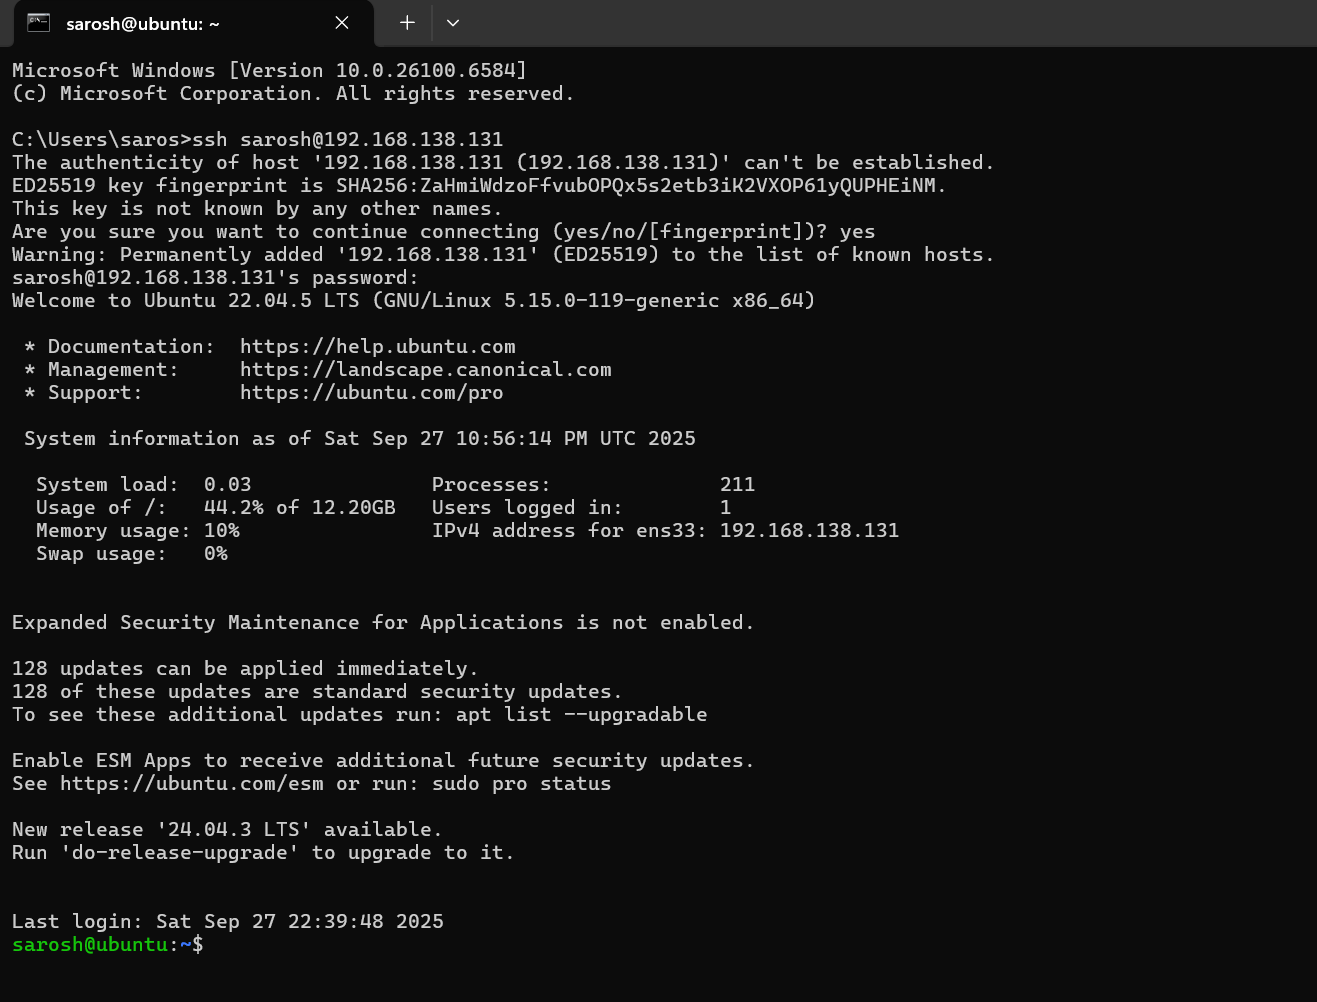 sarosh@ubuntu: ~
Microsoft Windows [Version 10.0.26100.6584]
(c) Microsoft Corporation. All rights reserved.
C:\Users\saros>ssh sarosh@192.168.138.131
The authenticity of host '192.168.138.131 (192.168.138.131)' can't be established.
ED25519 key fingerprint is SHA256:ZaHmiWdzoFfvubOPQx5s2etb3iK2VXOP61yQUPHEiNM.
This key is not known by any other names.
Are you sure you want to continue connecting (yes/no/[fingerprint])? yes
Warning: Permanently added '192.168.138.131' (ED25519) to the list of known hosts.
sarosh@192.168.138.131's password:
Welcome to Ubuntu 22.04.5 LTS (GNU/Linux 5.15.0-119-generic x86_64)
* Documentation:  https://help.ubuntu.com
* Management:     https://landscape.canonical.com
* Support:        https://ubuntu.com/pro
System information as of Sat Sep 27 10:56:14 PM UTC 2025
System load:  0.03               Processes:              211
Usage of /:   44.2% of 12.20GB   Users logged in:        1
Memory usage: 10%                IPv4 address for ens33: 192.168.138.131
Swap usage:   0%
Expanded Security Maintenance for Applications is not enabled.
128 updates can be applied immediately.
128 of these updates are standard security updates.
To see these additional updates run: apt list --upgradable
Enable ESM Apps to receive additional future security updates.
See https://ubuntu.com/esm or run: sudo pro status
New release '24.04.3 LTS' available.
Run 'do-release-upgrade' to upgrade to it.
Last login: Sat Sep 27 22:39:48 2025
sarosh@ubuntu:~$